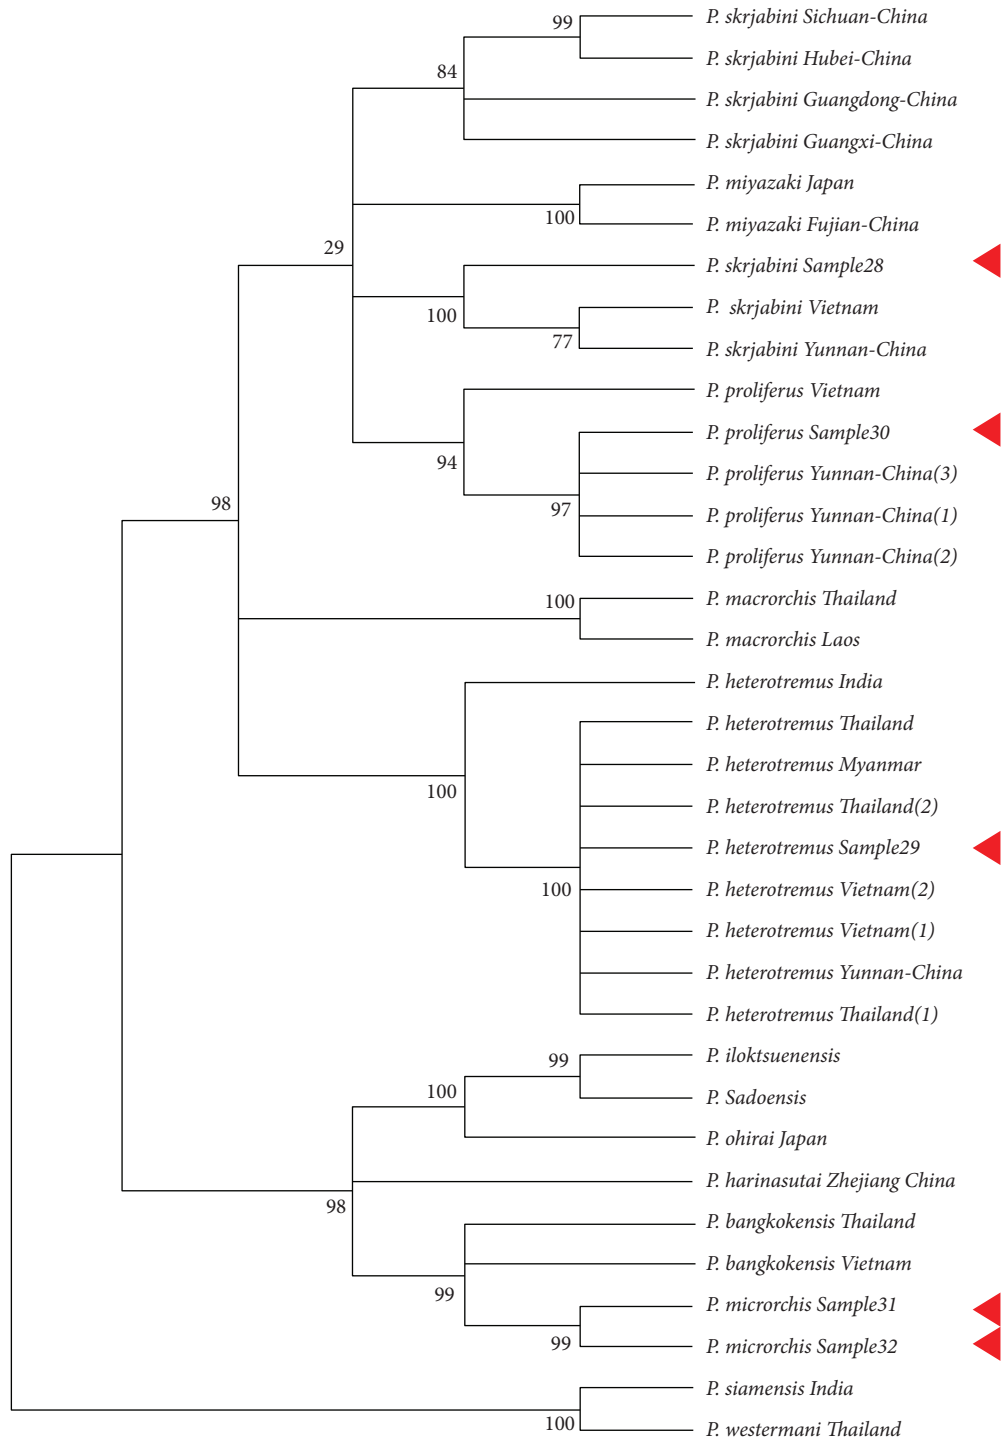 P. skrjabini Sichuan-China
99
P. skrjabini Hubei-China
84
P. skrjabini Guangdong-China
P. skrjabini Guangxi-China
P. miyazaki Japan
100
P. miyazaki Fujian-China
29
P. skrjabini Sample28
100
P. skrjabini Vietnam
77
P. skrjabini Yunnan-China
P. proliferus Vietnam
P. proliferus Sample30
94
P. proliferus Yunnan-China(3)
98
97
P. proliferus Yunnan-China(1)
P. proliferus Yunnan-China(2)
100
P. macrorchis Thailand
P. macrorchis Laos
P. heterotremus India
P. heterotremus Thailand
P. heterotremus Myanmar
100
P. heterotremus Thailand(2)
P. heterotremus Sample29
100
P. heterotremus Vietnam(2)
P. heterotremus Vietnam(1)
P. heterotremus Yunnan-China
P. heterotremus Thailand(1)
99
P. iloktsuenensis
100
P. Sadoensis
P. ohirai Japan
P. harinasutai Zhejiang China
98
P. bangkokensis Thailand
P. bangkokensis Vietnam
99
P. microrchis Sample31
99
P. microrchis Sample32
P. siamensis India
100
P. westermani Thailand